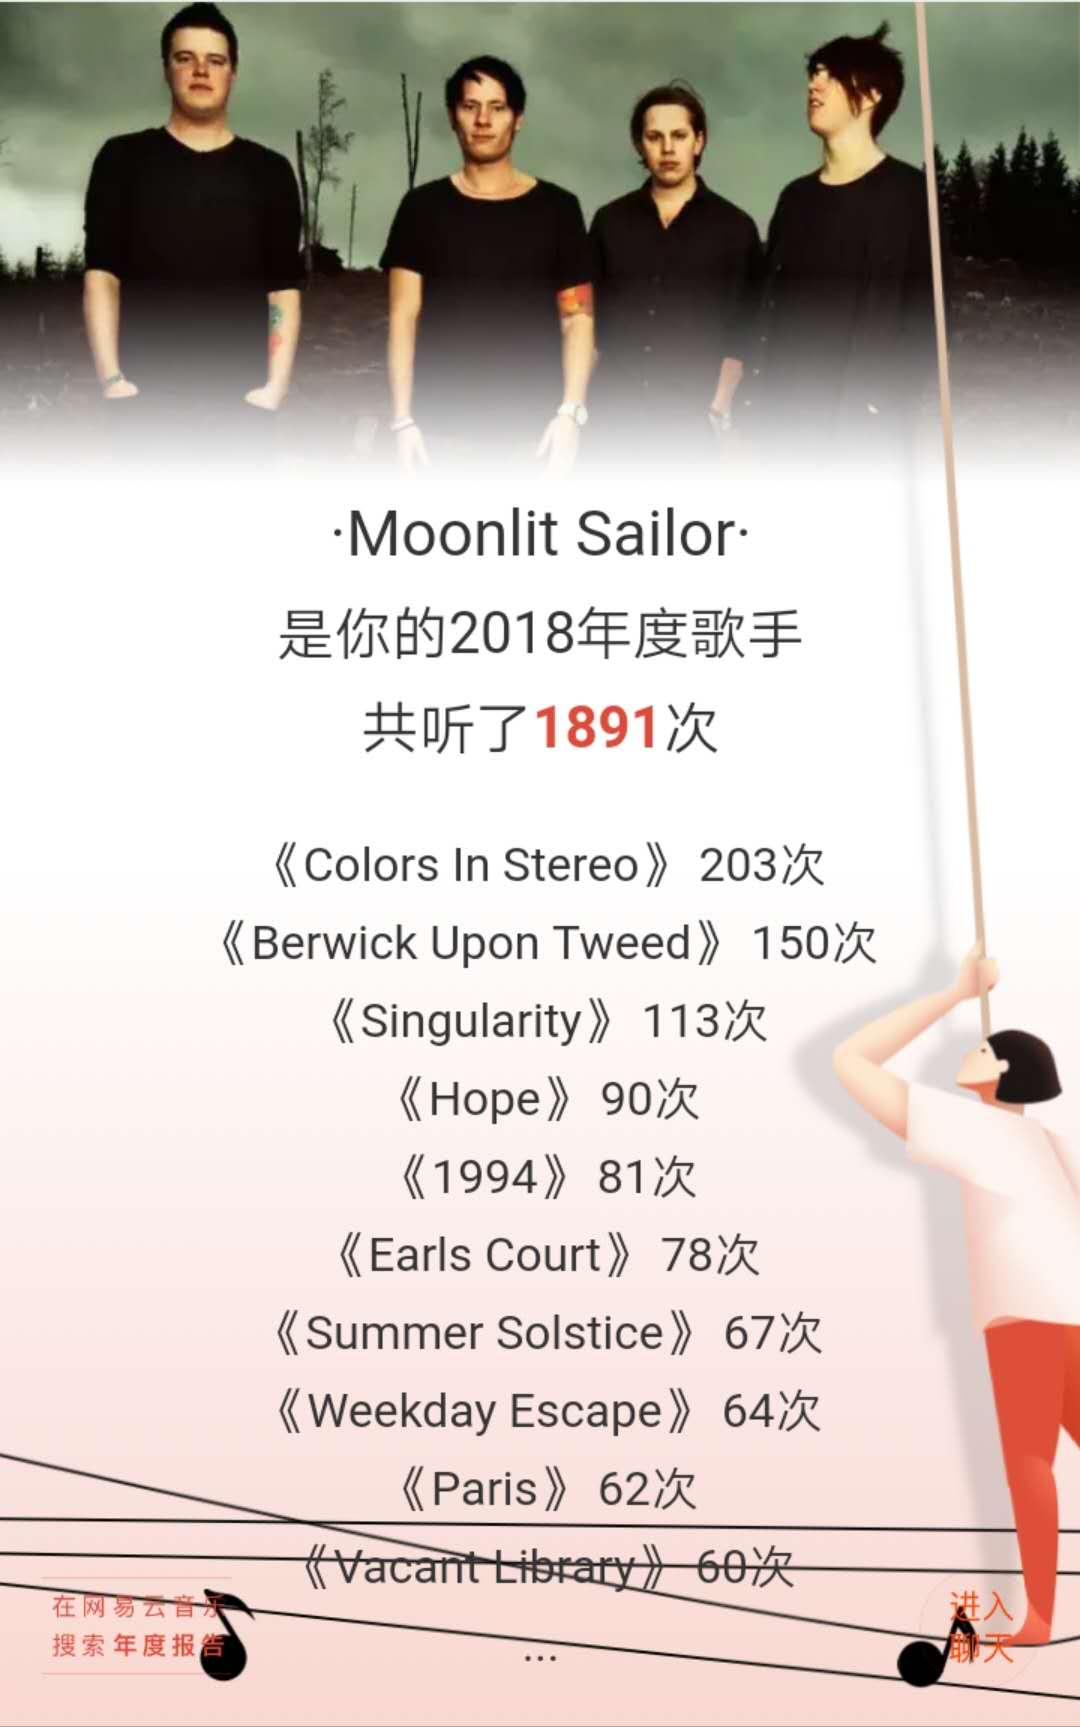 ·Moonlit Sailor·
是你的2018年度歌手
共听了1891次
《Colors In Stereo》 203次
《Berwick Upon Tweed》 150次
《Singularity》 113次
《Hope》 90次
《1994》 81次
《Earls Court》 78次
《Summer Solstice》 67次
《Weekday Escape》 64次
《Paris》 62次
《Vacant Library》 60次
...
在网易云音乐
搜索年度报告
进入
聊天